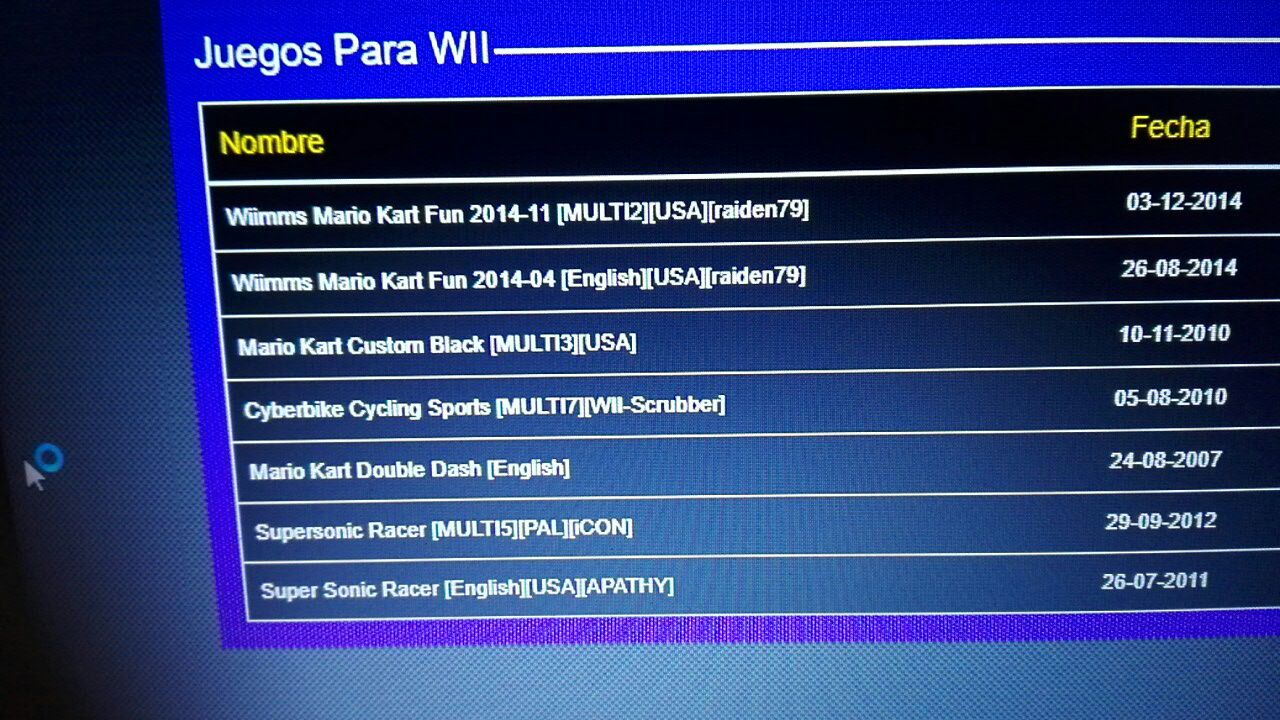 Juegos Para WII
Nombre Fecha
Wiimms Mario Kart Fun 2014-11 [MULTI2][USA][raiden79] 03-12-2014
Wiimms Mario Kart Fun 2014-04 [English][USA][raiden79] 26-08-2014
Mario Kart Custom Black [MULTI3][USA] 10-11-2010
Cyberbike Cycling Sports [MULTI7][WII-Scrubber] 05-08-2010
Mario Kart Double Dash [English] 24-08-2007
Supersonic Racer [MULTI5][PAL][iCON] 29-09-2012
Super Sonic Racer [English][USA][APATHY] 26-07-2011